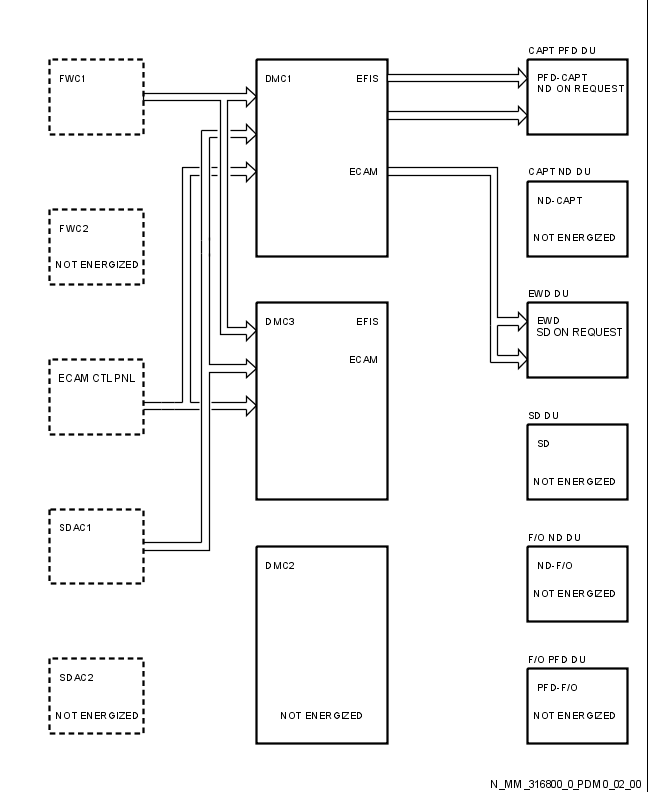 FWC1
FWC2
NOT ENERGIZED
ECAM CTL PNL
SDAC1
SDAC2
NOT ENERGIZED
DMC1 EFIS
ECAM
DMC3 EFIS
ECAM
DMC2
NOT ENERGIZED
CAPT PFD DU
PFD-CAPT
ND ON REQUEST
CAPT ND DU
ND-CAPT
NOT ENERGIZED
EWD DU
EWD
SD ON REQUEST
SD DU
SD
NOT ENERGIZED
F/O ND DU
ND-F/O
NOT ENERGIZED
F/O PFD DU
PFD-F/O
NOT ENERGIZED
N_MM_316800_0_PDM0_02_00